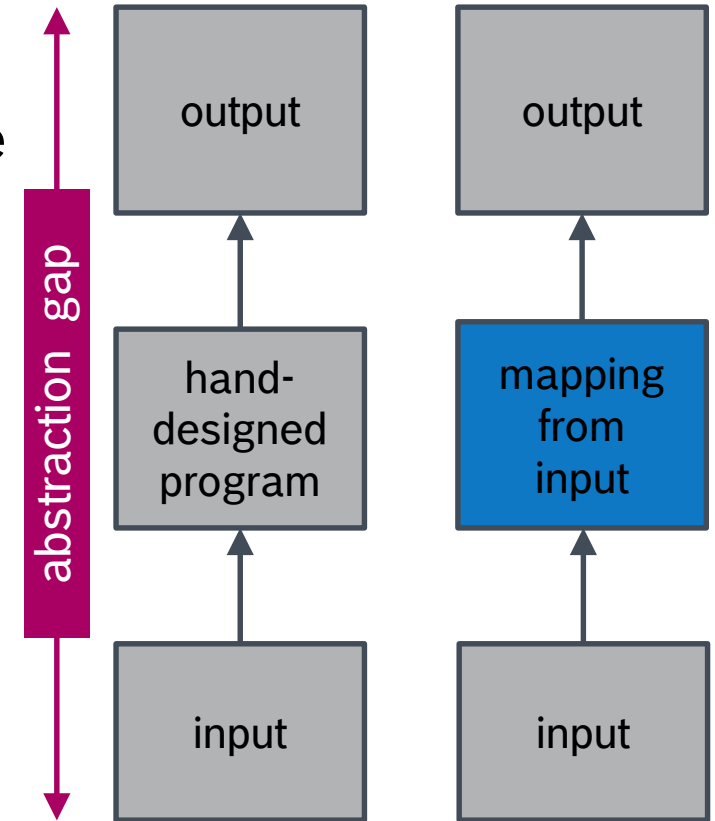 output
output
e
abstraction gap
hand-
designed
program
mapping
from
input
input
input